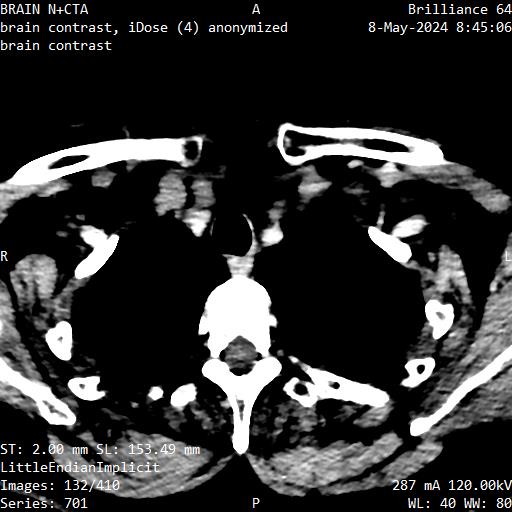 BRAIN N+CTA
A
Brilliance 64
brain contrast, iDose (4) anonymized
8-May-2024 8:45:06
brain contrast
R
L
ST: 2.00 mm SL: 153.49 mm
LittleEndianImplicit
Images: 132/410
287 mA 120.00kV
Series: 701
P
WL: 40 WW: 80